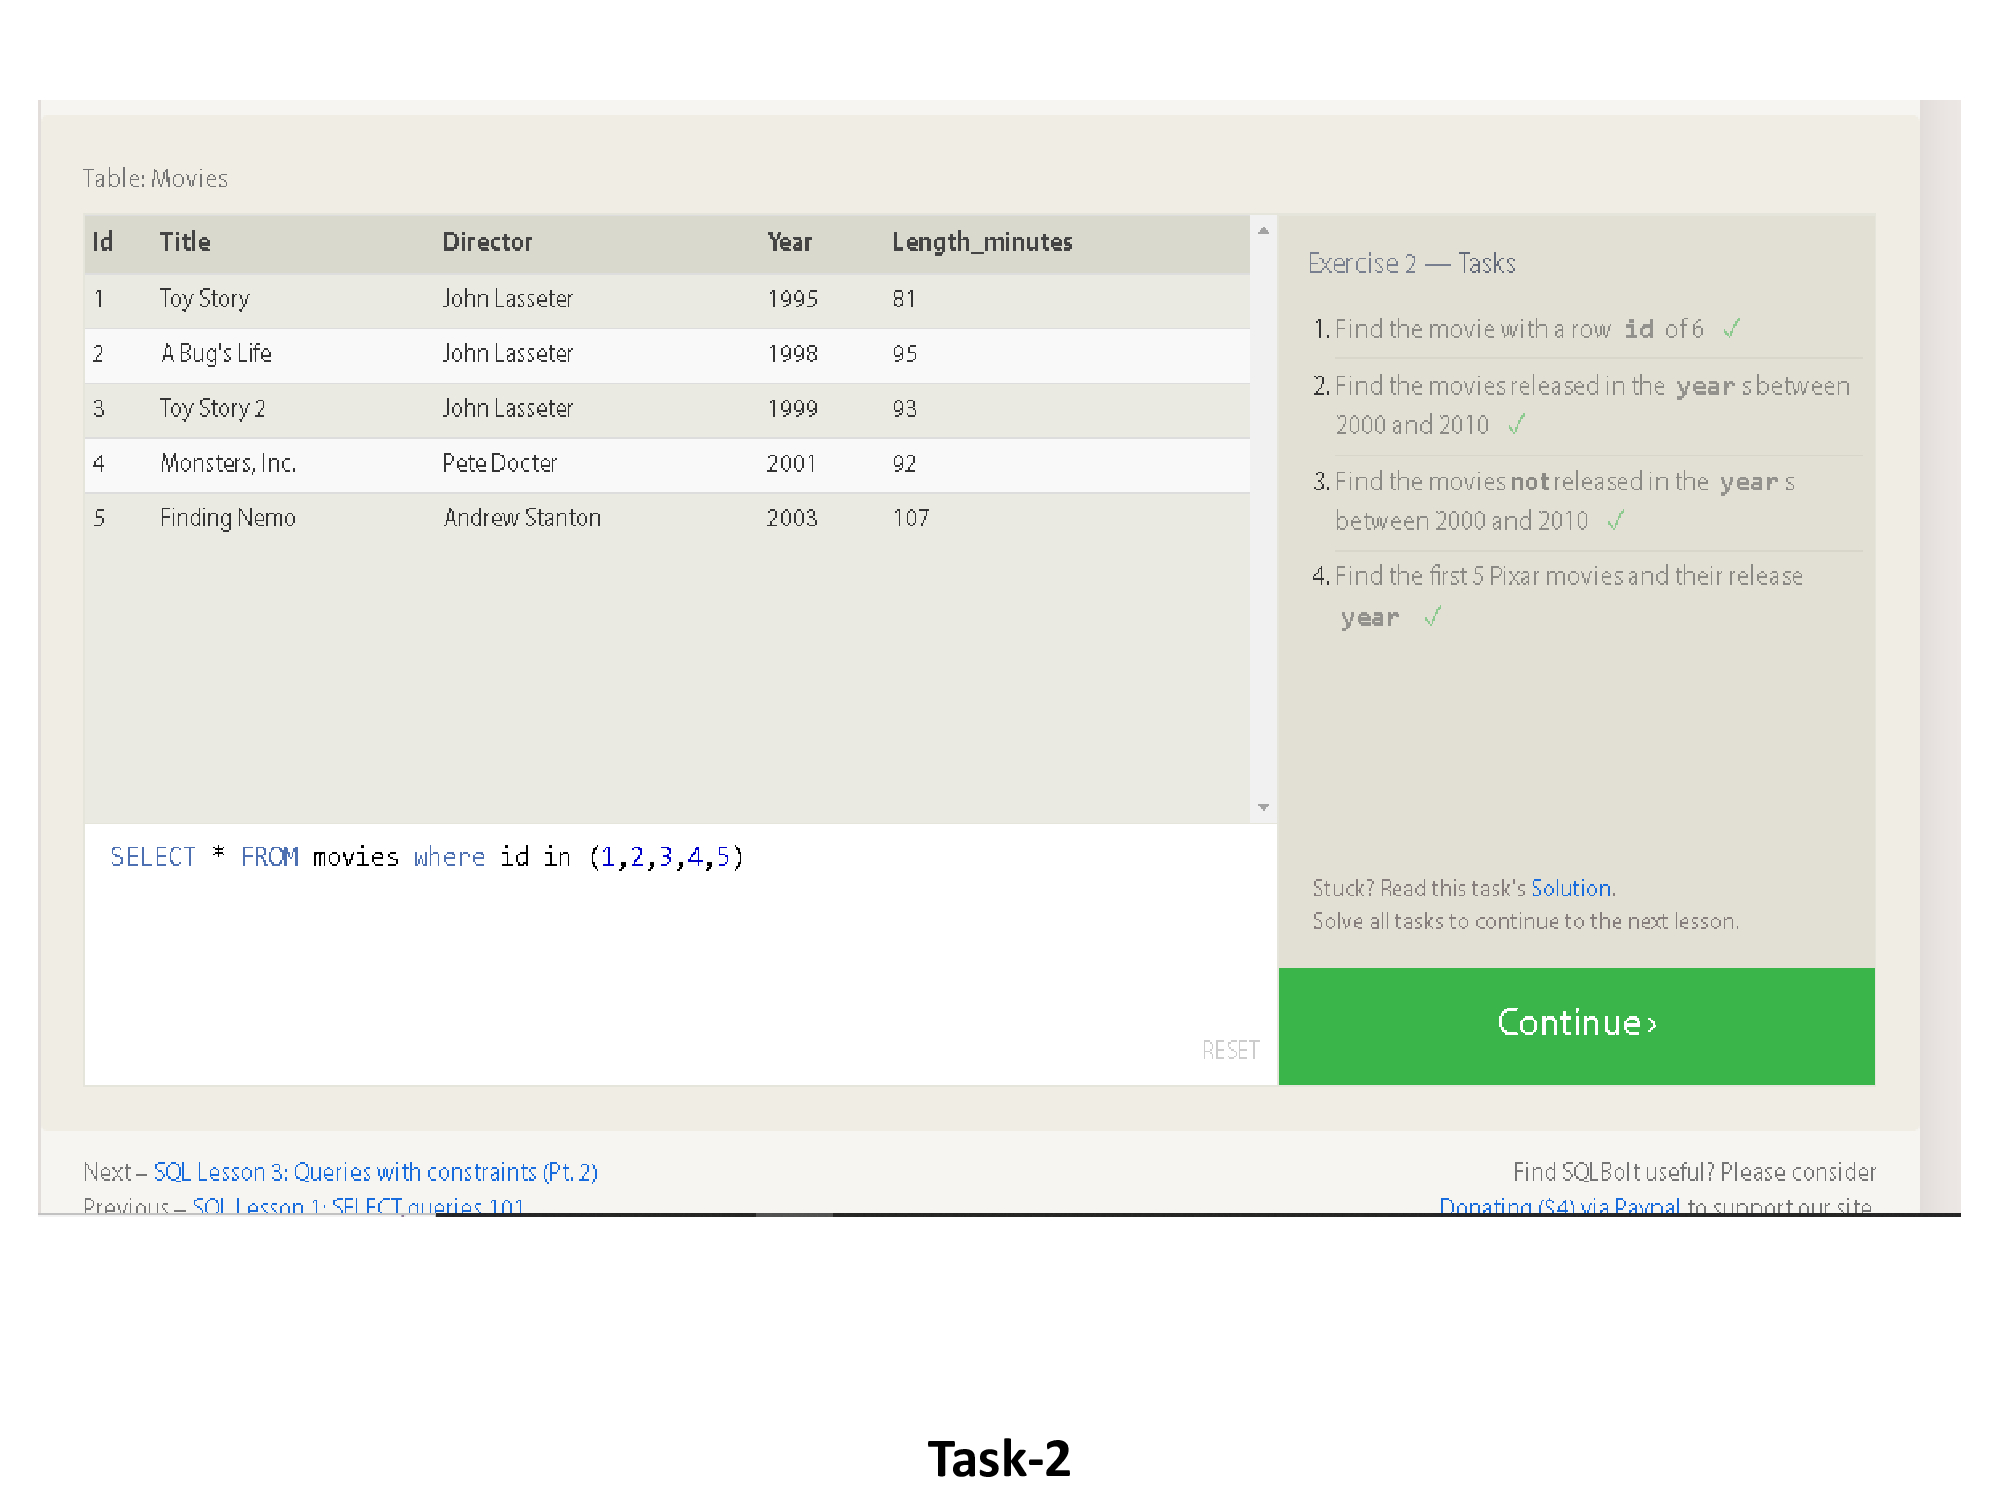 Table: Movies
Id Title Director Year Length_minutes
1 Toy Story John Lasseter 1995 81
2 A Bug's Life John Lasseter 1998 95
3 Toy Story 2 John Lasseter 1999 93
4 Monsters, Inc. Pete Docter 2001 92
5 Finding Nemo Andrew Stanton 2003 107
SELECT * FROM movies where id in (1,2,3,4,5)
RESET
Exercise 2 — Tasks
1. Find the movie with a row id of 6 ✓
2. Find the movies released in the year s between
2000 and 2010 ✓
3. Find the movies not released in the year s
between 2000 and 2010 ✓
4. Find the first 5 Pixar movies and their release
year ✓
Stuck? Read this task's Solution.
Solve all tasks to continue to the next lesson.
Continue ›
Next – SQL Lesson 3: Queries with constraints (Pt. 2)
Previous – SQL Lesson 1: SELECT queries 101
Find SQLBolt useful? Please consider
Donating ($4) via Paypal to support our site.
Task-2